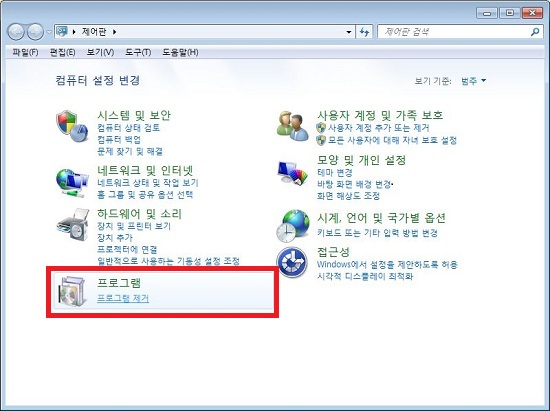 제어판
제어판 검색
파일(F) 편집(E) 보기(V) 도구(T) 도움말(H)
컴퓨터 설정 변경
보기 기준: 범주
시스템 및 보안
컴퓨터 상태 검토
컴퓨터 백업
문제 찾기 및 해결
네트워크 및 인터넷
네트워크 상태 및 작업 보기
홈 그룹 및 공유 옵션 선택
하드웨어 및 소리
장치 및 프린터 보기
장치 추가
프로젝터에 연결
일반적으로 사용하는 기동성 설정 조정
프로그램
프로그램 제거
사용자 계정 및 가족 보호
사용자 계정 추가 또는 제거
모든 사용자에 대해 자녀 보호 설정
모양 및 개인 설정
테마 변경
바탕 화면 배경 변경
화면 해상도 조정
시계, 언어 및 국가별 옵션
키보드 또는 기타 입력 방법 변경
접근성
Windows에서 설정을 제안하도록 허용
시각적 디스플레이 최적화